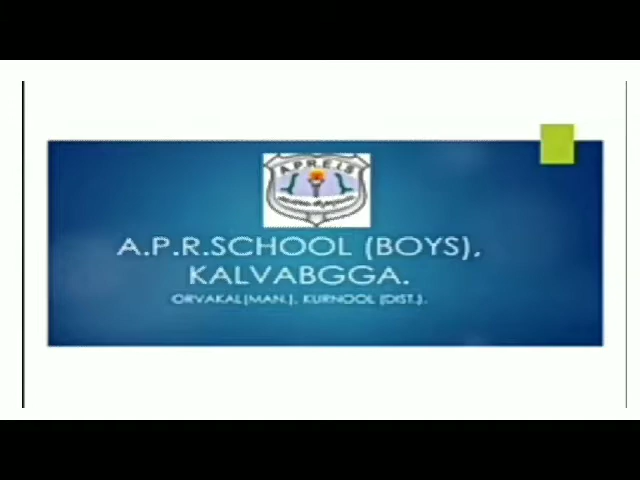 A.P.R.E.I.S
A.P.R.SCHOOL (BOYS),
KALVABGGA.
ORVAKAL(MAN.), KURNOOL (DIST.).